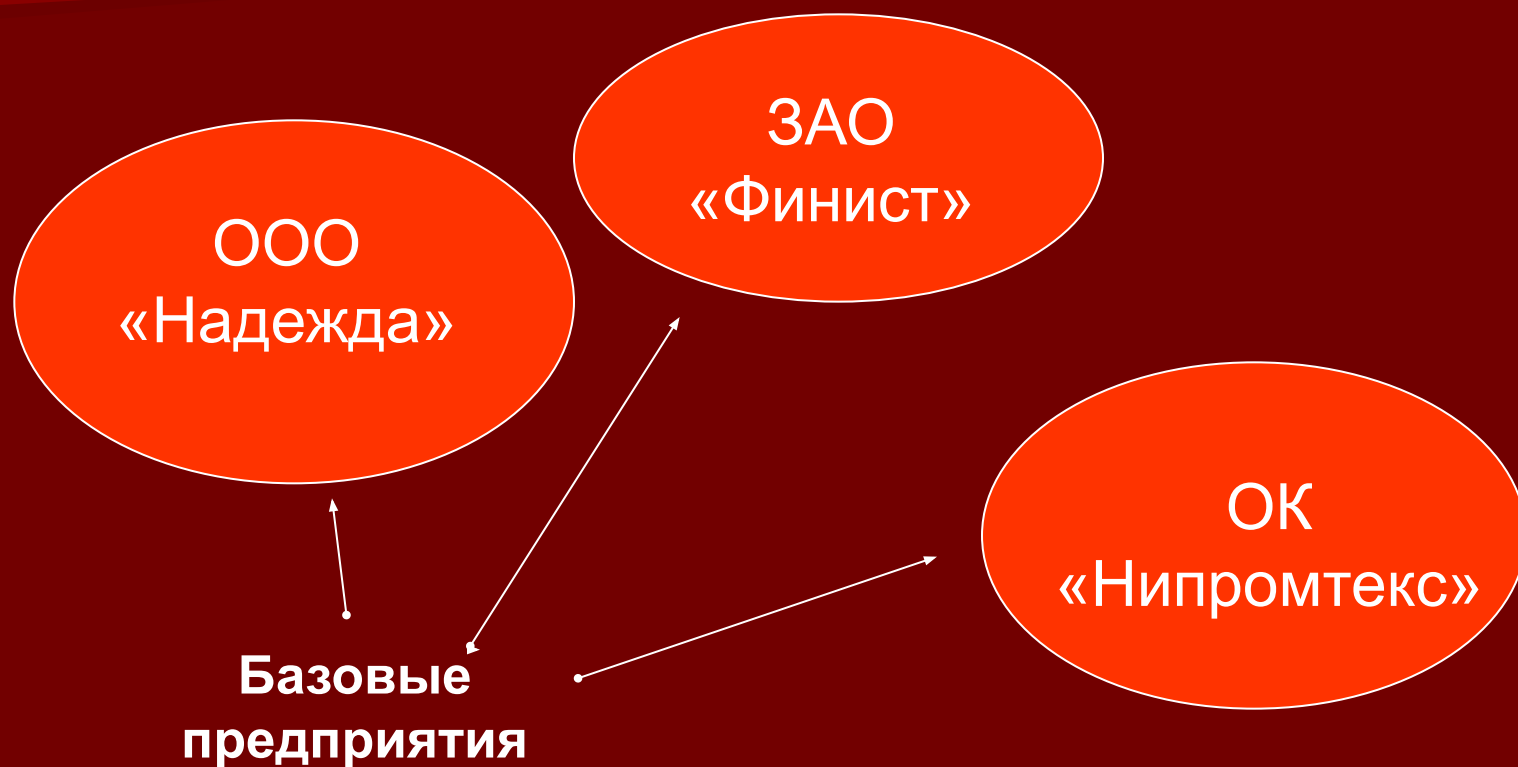 ЗАО
«Финист»
ООО
«Надежда»
ОК
«Нипромтекс»
Базовые
предприятия